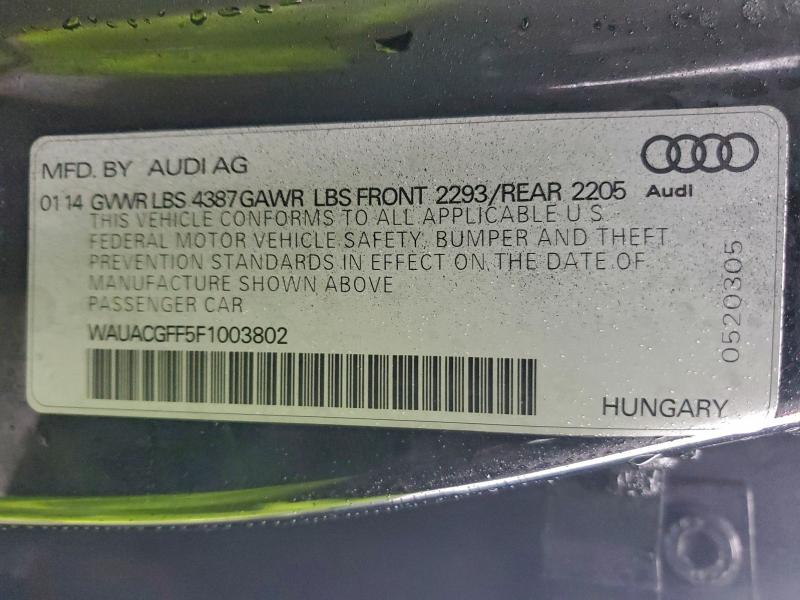 MFD. BY AUDI AG
01 14 GVWR LBS 4387 GAWR LBS FRONT 2293/REAR 2205
Audi
THIS VEHICLE CONFORMS TO ALL APPLICABLE U.S.
FEDERAL MOTOR VEHICLE SAFETY, BUMPER AND THEFT
PREVENTION STANDARDS IN EFFECT ON THE DATE OF
MANUFACTURE SHOWN ABOVE
PASSENGER CAR
WAUACGFF5F1003802
HUNGARY
0520305